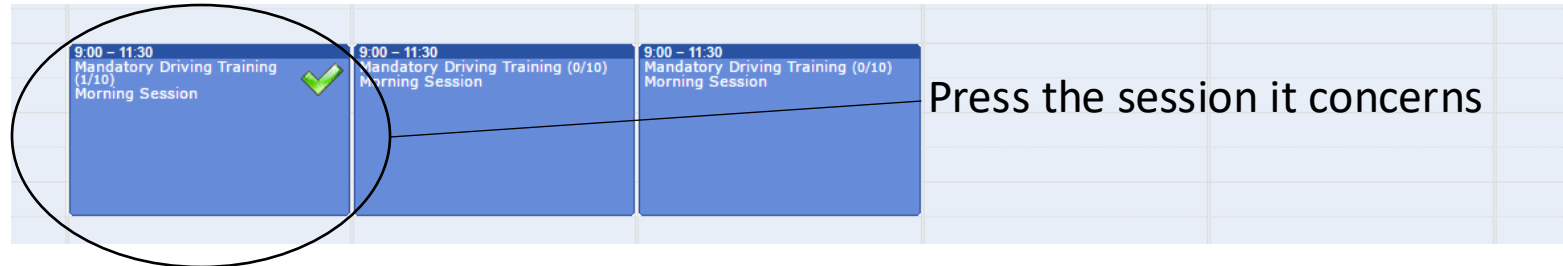 9:00 – 11:30
Mandatory Driving Training
(1/10)
Morning Session
9:00 – 11:30
Mandatory Driving Training (0/10)
Morning Session
9:00 – 11:30
Mandatory Driving Training (0/10)
Morning Session
Press the session it concerns